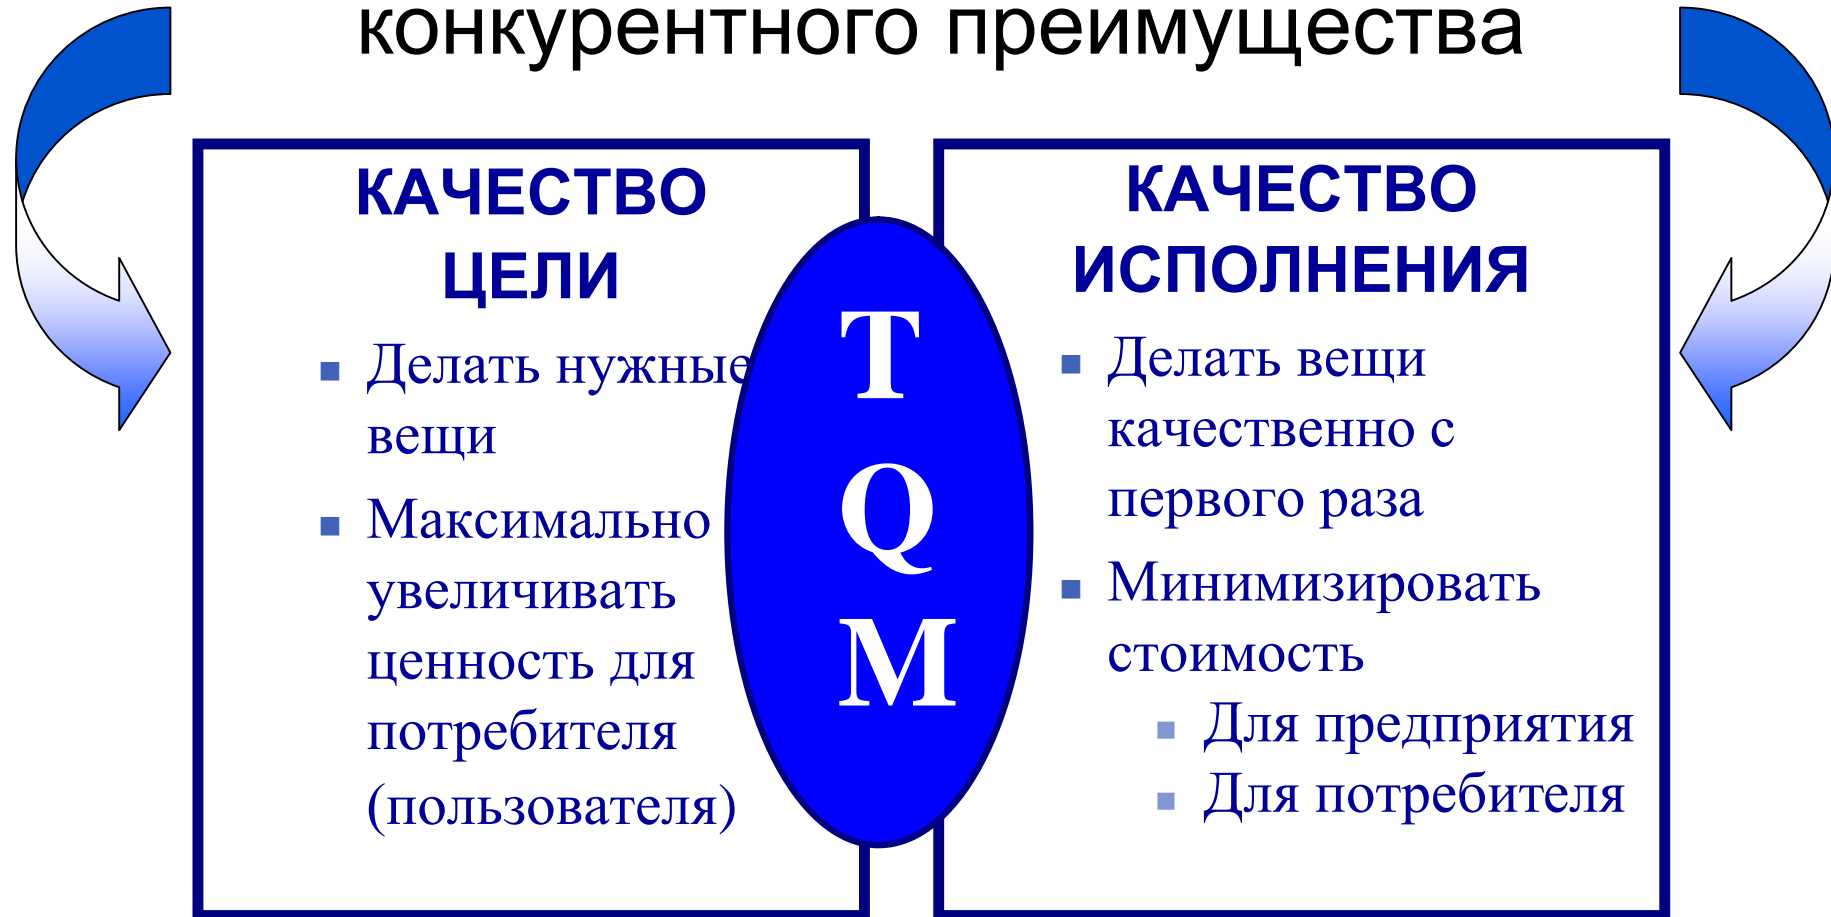 конкурентного преимущества
КАЧЕСТВО
ЦЕЛИ
Делать нужные
вещи
Максимально
увеличивать
ценность для
потребителя
(пользователя)
T
Q
M
КАЧЕСТВО
ИСПОЛНЕНИЯ
Делать вещи
качественно с
первого раза
Минимизировать
стоимость
Для предприятия
Для потребителя